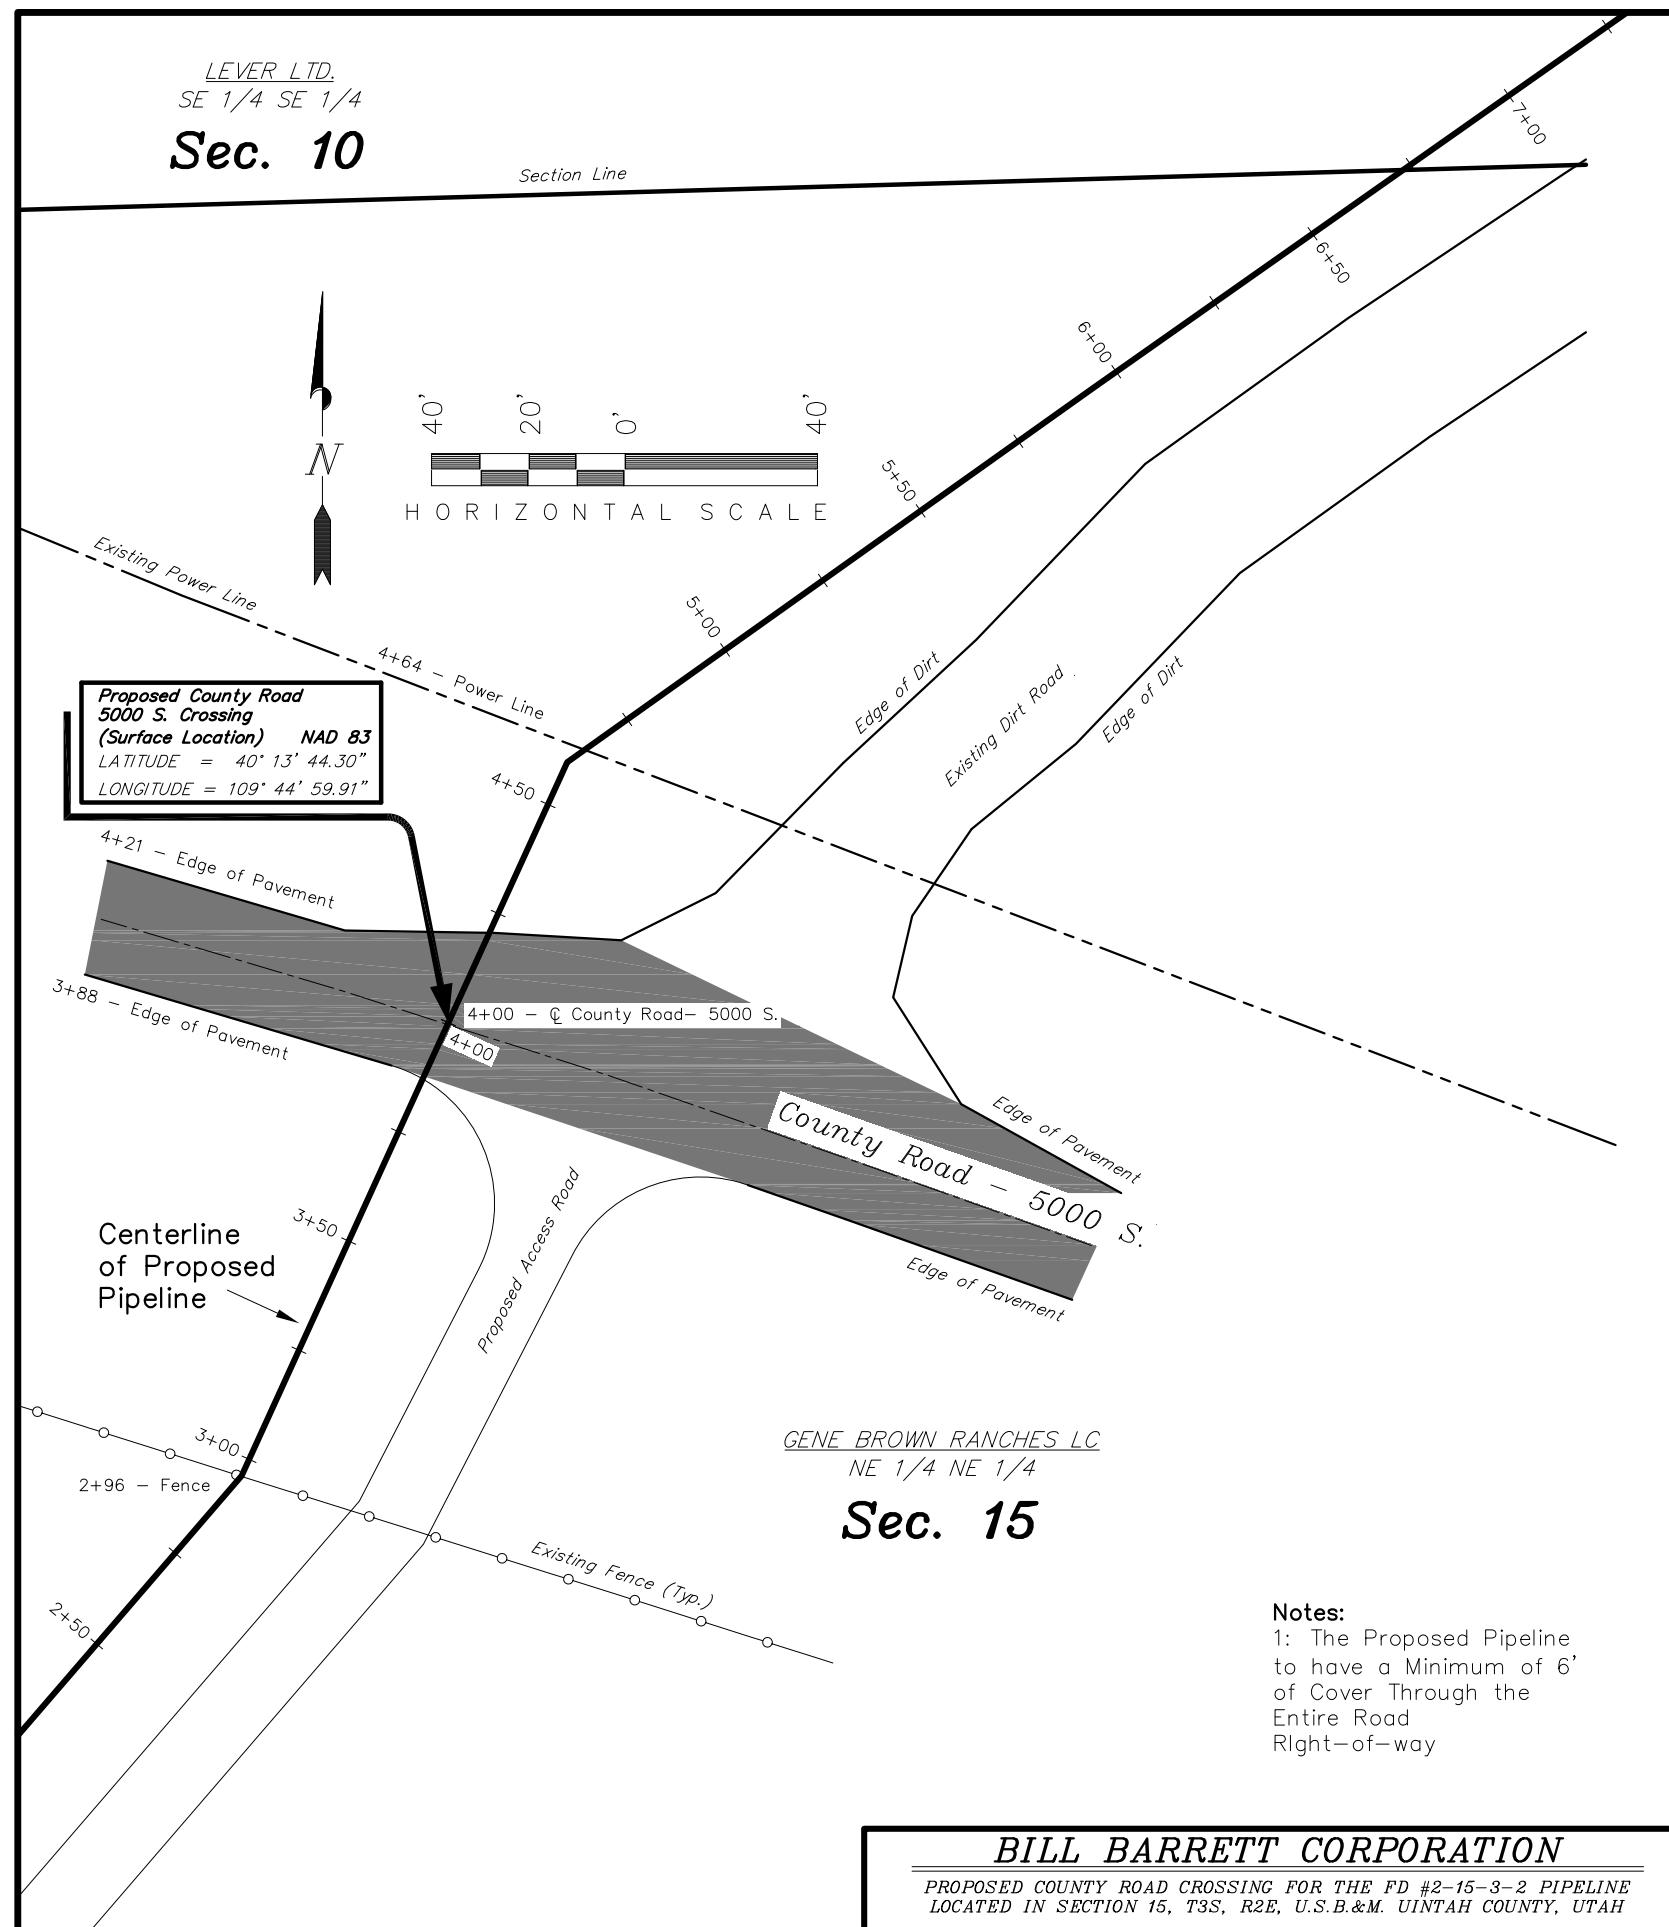 LEVER LTD.
SE 1/4 SE 1/4
Sec. 10
Section Line
7+00
6+50
6+00
5+50
5+00
40' 20' 0' 40'
HORIZONTAL SCALE
N
Existing Power Line
4+64 - Power Line
Proposed County Road
5000 S. Crossing
(Surface Location) NAD 83
LATITUDE = 40° 13' 44.30"
LONGITUDE = 109° 44' 59.91"
4+50
Edge of Dirt
Existing Dirt Road
Edge of Dirt
4+21 - Edge of Pavement
3+88 - Edge of Pavement
4+00 - ℄ County Road- 5000 S.
4+00
County Road - 5000 S.
Edge of Pavement
Edge of Pavement
Proposed Access Road
3+50
Centerline
of Proposed
Pipeline
3+00
2+96 - Fence
2+50
Existing Fence (Typ.)
GENE BROWN RANCHES LC
NE 1/4 NE 1/4
Sec. 15
Notes:
1: The Proposed Pipeline
to have a Minimum of 6'
of Cover Through the
Entire Road
RIght-of-way
BILL BARRETT CORPORATION
PROPOSED COUNTY ROAD CROSSING FOR THE FD #2-15-3-2 PIPELINE
LOCATED IN SECTION 15, T3S, R2E, U.S.B.&M. UINTAH COUNTY, UTAH